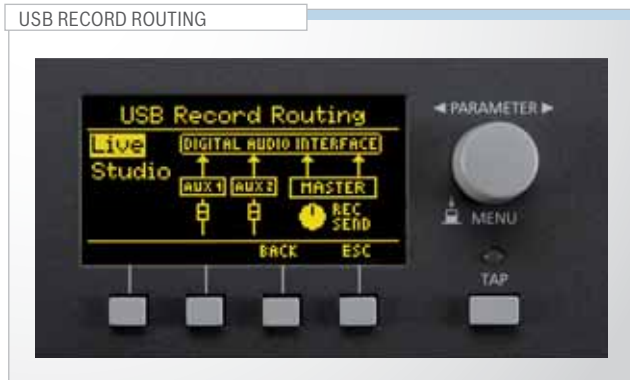 USB RECORD ROUTING
USB Record Routing
Live
Studio
DIGITAL AUDIO INTERFACE
AUX 1
AUX 2
MASTER
REC
SEND
BACK
ESC
◄ PARAMETER ►
MENU
TAP